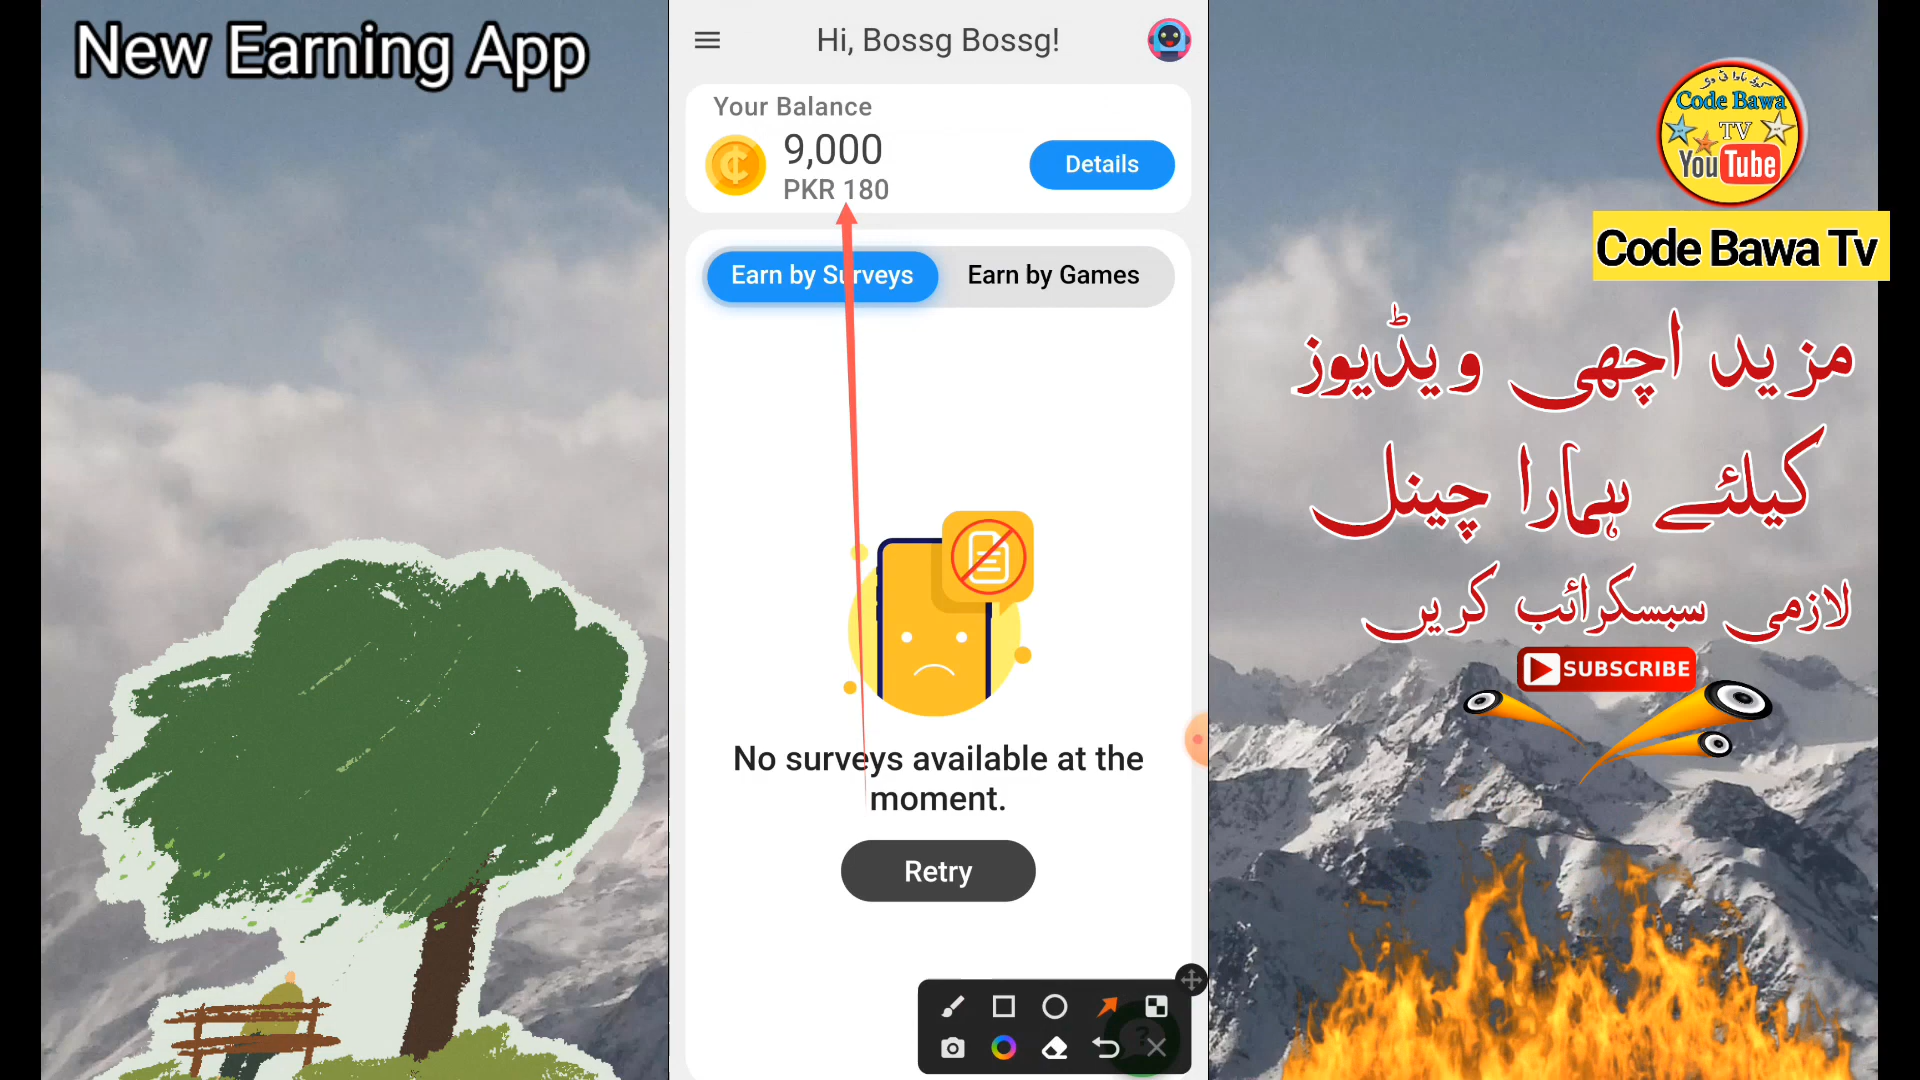 New Earning App
Hi, Bossg Bossg!
Your Balance
9,000
PKR 180
Details
Earn by Surveys
Earn by Games
No surveys available at the
moment.
Retry
Code Bawa
TV
YouTube
Code Bawa Tv
مزید اچھی ویڈیوز
کیلئے ہمارا چینل
لازمی سبسکرائب کریں
SUBSCRIBE